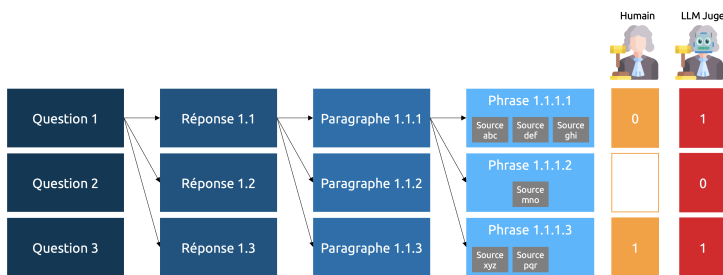 Humain
LLM Juge
Question 1
Réponse 1.1
Paragraphe 1.1.1
Phrase 1.1.1.1
Source
abc
Source
def
Source
ghi
0
1
Question 2
Réponse 1.2
Paragraphe 1.1.2
Phrase 1.1.1.2
Source
mno
0
Question 3
Réponse 1.3
Paragraphe 1.1.3
Phrase 1.1.1.3
Source
xyz
Source
pqr
1
1